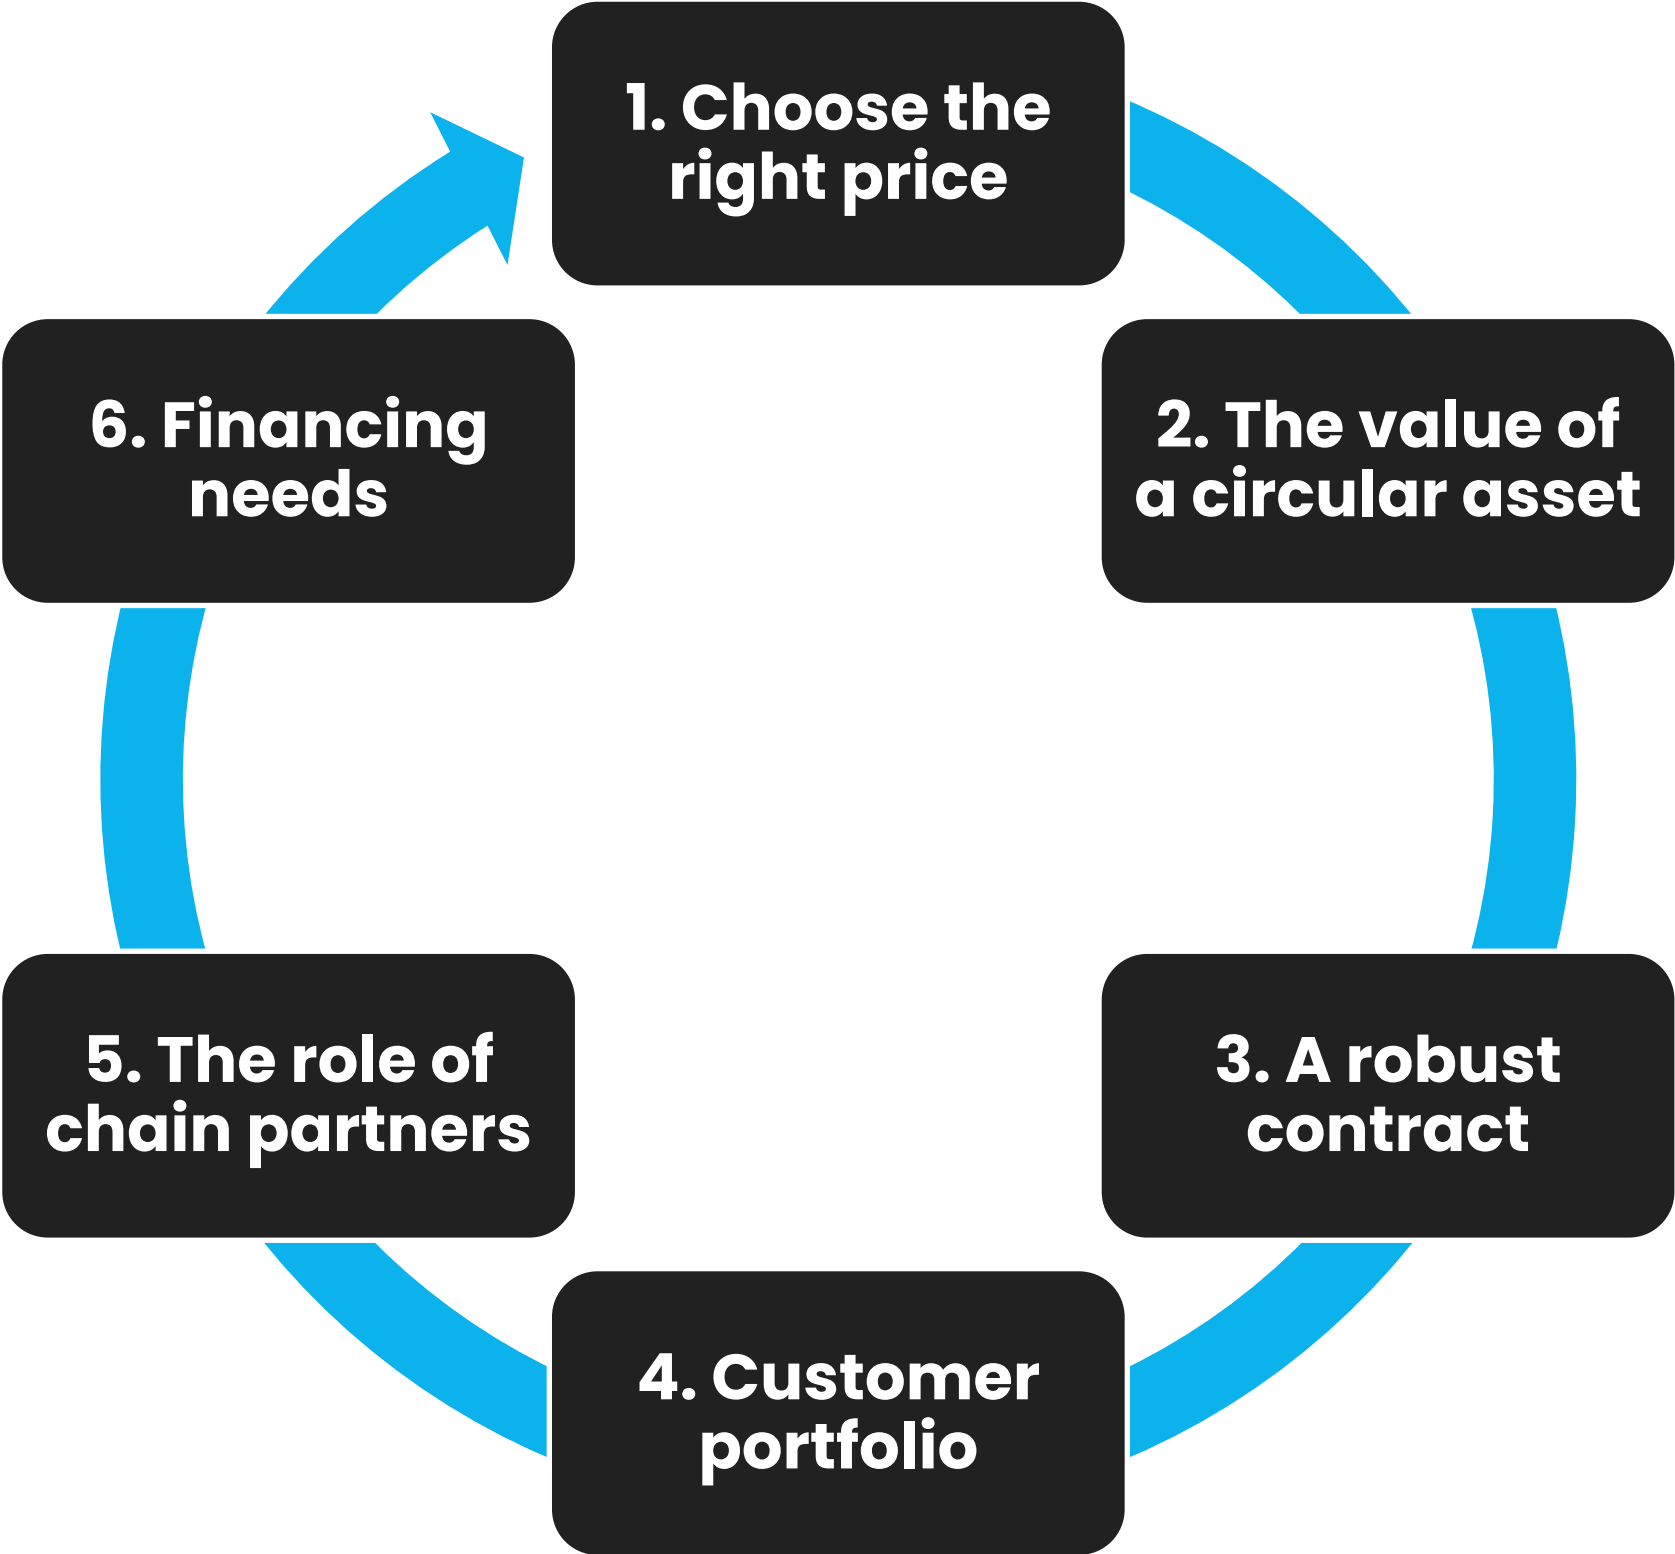 1. Choose the
right price
2. The value of
a circular asset
3. A robust
contract
4. Customer
portfolio
5. The role of
chain partners
6. Financing
needs